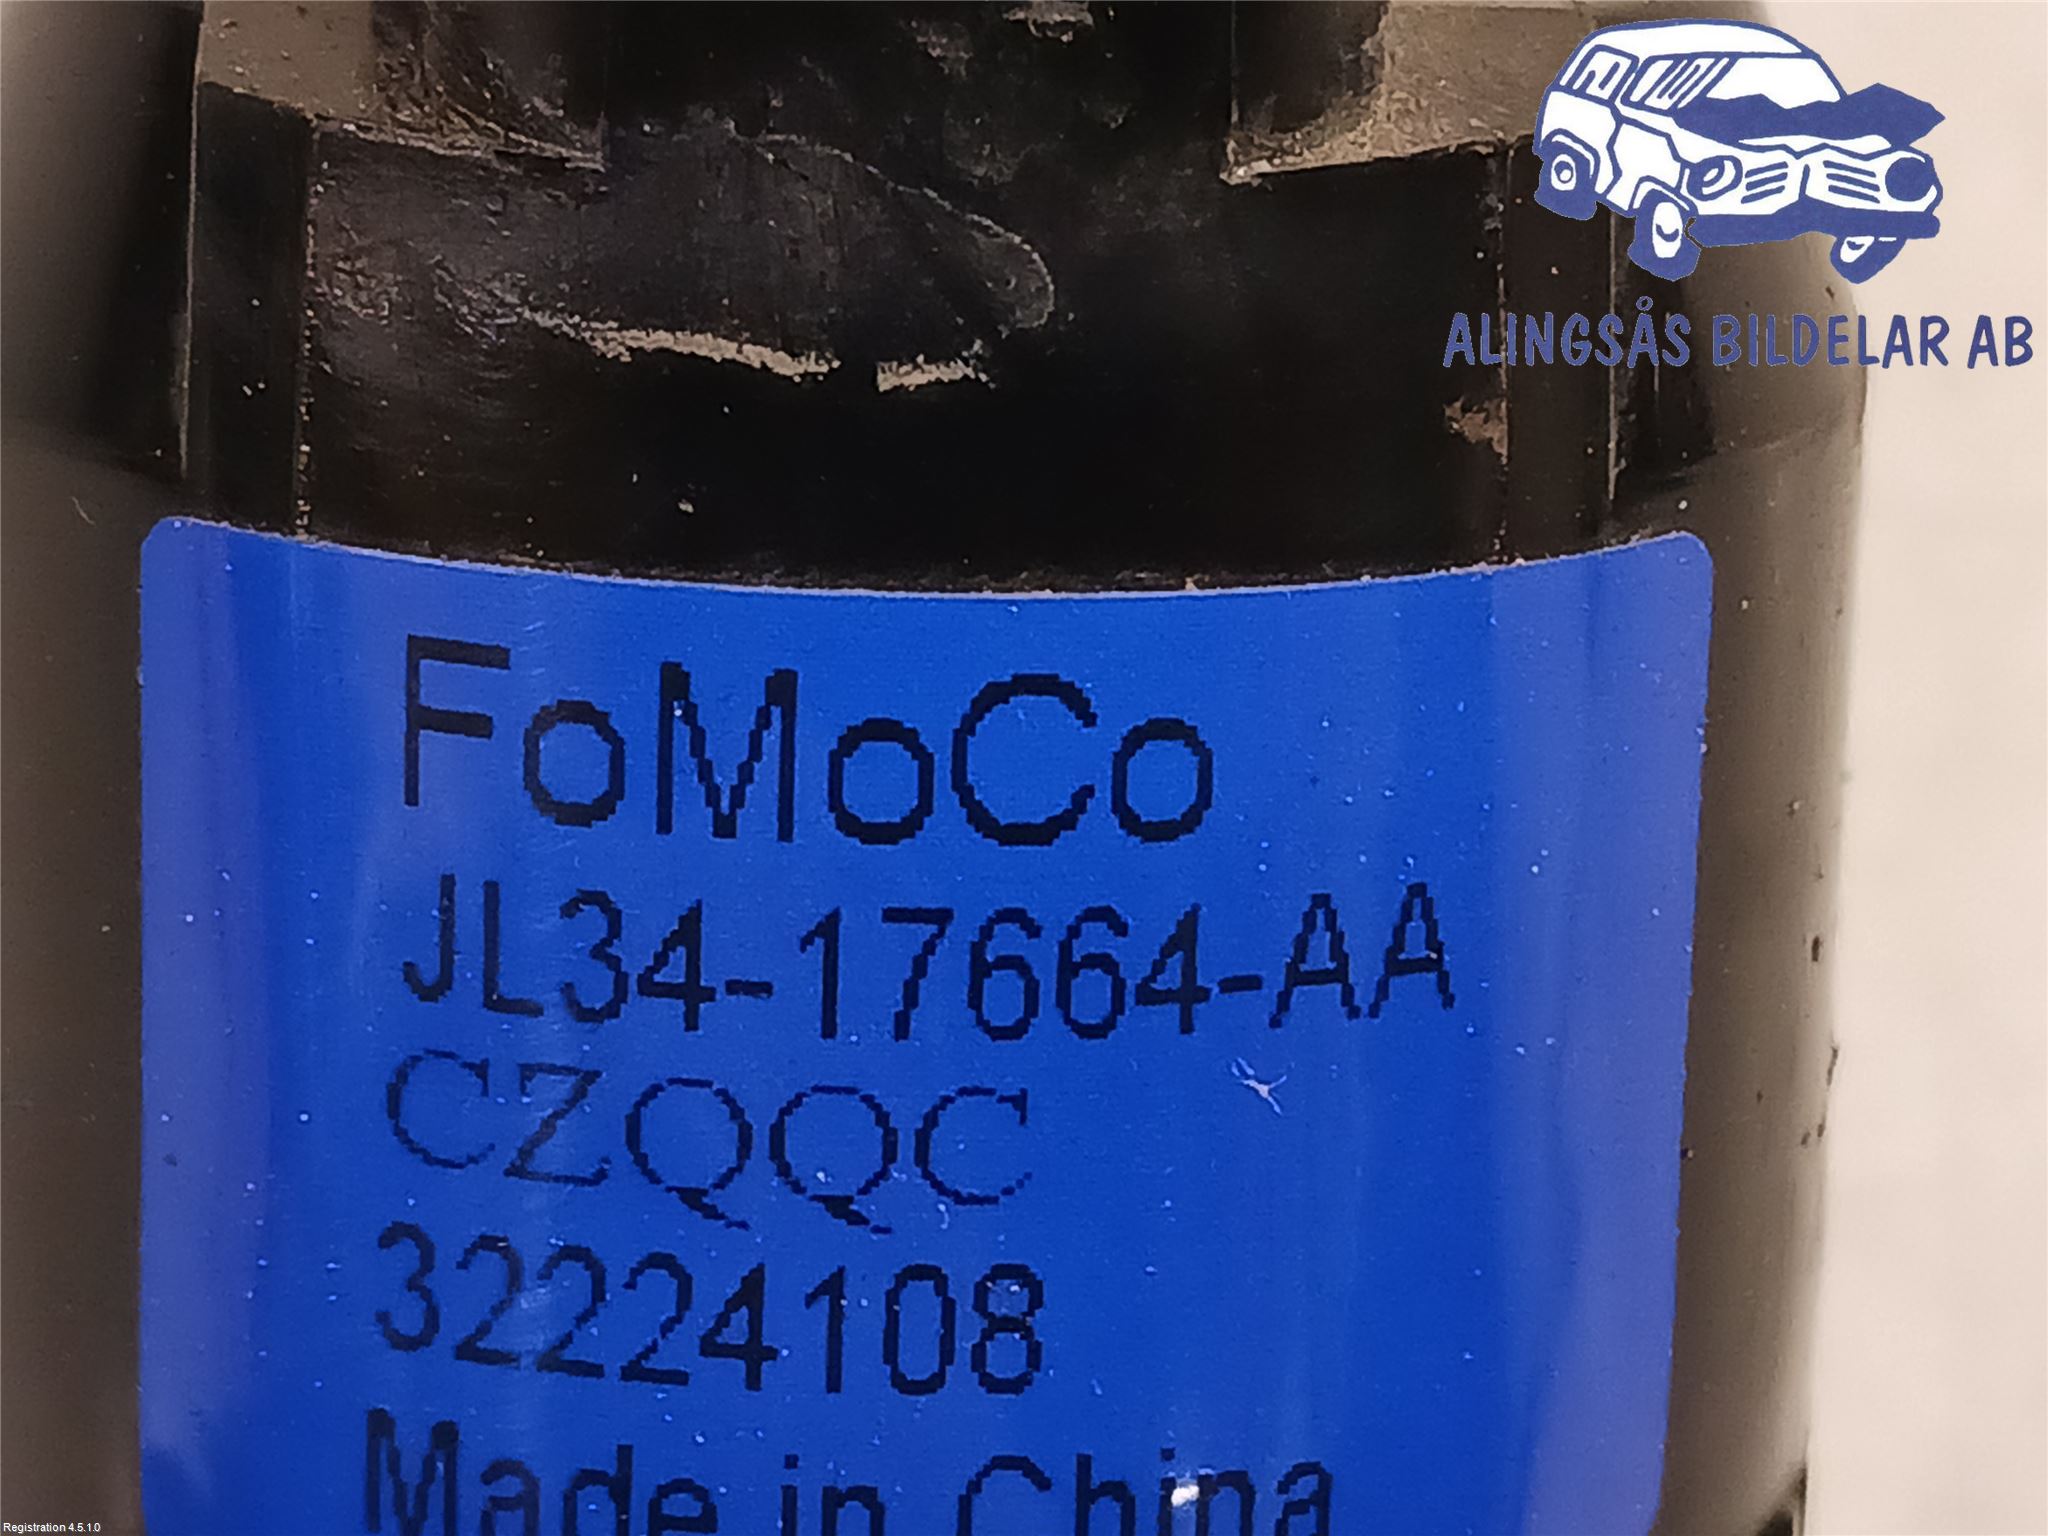 ALINGSÅS BILDELAR AB
FoMoCo
JL34-17664-AA
CZQQC
32224108
Made in China
Registration 4.5.1.0